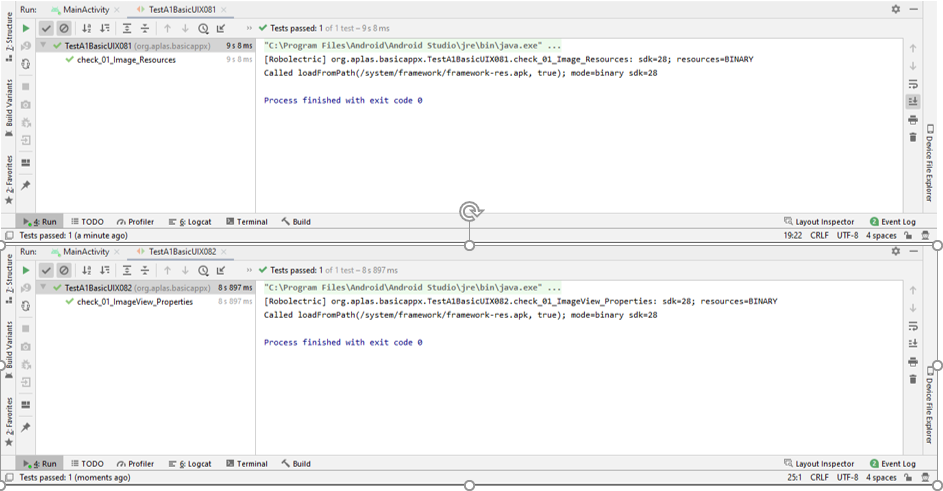 Run: MainActivity × TestA1BasicUIX081 ×
Z: Structure
Build Variants
2: Favorites
Device File Explorer
» Tests passed: 1 of 1 test – 9 s 8 ms
TestA1BasicUIX081 (org.aplas.basicappx) 9 s 8 ms
check_01_Image_Resources 9 s 8 ms
"C:\Program Files\Android\Android Studio\jre\bin\java.exe" ...
[Robolectric] org.aplas.basicappx.TestA1BasicUIX081.check_01_Image_Resources: sdk=28; resources=BINARY
Called loadFromPath(/system/framework/framework-res.apk, true); mode=binary sdk=28
Process finished with exit code 0
4: Run TODO Profiler 6: Logcat Terminal Build Layout Inspector 2 Event Log
Tests passed: 1 (a minute ago) 19:22 CRLF UTF-8 4 spaces
Run: MainActivity × TestA1BasicUIX082 ×
Z: Structure
Build Variants
2: Favorites
Device File Explorer
» Tests passed: 1 of 1 test – 8 s 897 ms
TestA1BasicUIX082 (org.aplas.basicappx) 8 s 897 ms
check_01_ImageView_Properties 8 s 897 ms
"C:\Program Files\Android\Android Studio\jre\bin\java.exe" ...
[Robolectric] org.aplas.basicappx.TestA1BasicUIX082.check_01_ImageView_Properties: sdk=28; resources=BINARY
Called loadFromPath(/system/framework/framework-res.apk, true); mode=binary sdk=28
Process finished with exit code 0
4: Run TODO Profiler 6: Logcat Terminal Build Layout Inspector 2 Event Log
Tests passed: 1 (moments ago) 25:1 CRLF UTF-8 4 spaces